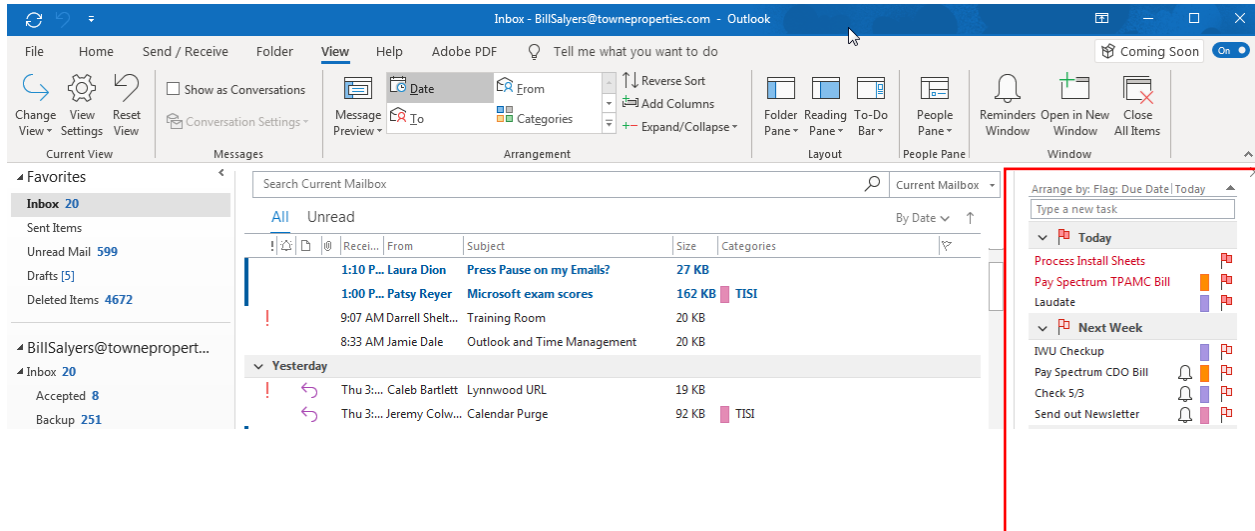 Inbox - BillSalyers@towneproperties.com - Outlook
File Home Send / Receive Folder View Help Adobe PDF Tell me what you want to do Coming Soon On
Change View View Settings Reset View
Current View
Show as Conversations
Conversation Settings
Messages
Message Preview
Date From
To Categories
Reverse Sort
Add Columns
Expand/Collapse
Arrangement
Folder Pane Reading Pane To-Do Bar
Layout
People Pane
People Pane
Reminders Window Open in New Window Close All Items
Window
Favorites
Inbox 20
Sent Items
Unread Mail 599
Drafts [5]
Deleted Items 4672
BillSalyers@townepropert...
Inbox 20
Accepted 8
Backup 251
Search Current Mailbox Current Mailbox
All Unread By Date
! Recei... From Subject Size Categories
1:10 P... Laura Dion Press Pause on my Emails? 27 KB
1:00 P... Patsy Reyer Microsoft exam scores 162 KB TISI
! 9:07 AM Darrell Shelt... Training Room 20 KB
8:33 AM Jamie Dale Outlook and Time Management 20 KB
Yesterday
! Thu 3:... Caleb Bartlett Lynnwood URL 19 KB
Thu 3:... Jeremy Colw... Calendar Purge 92 KB TISI
Arrange by: Flag: Due Date Today
Type a new task
Today
Process Install Sheets
Pay Spectrum TPAMC Bill
Laudate
Next Week
IWU Checkup
Pay Spectrum CDO Bill
Check 5/3
Send out Newsletter